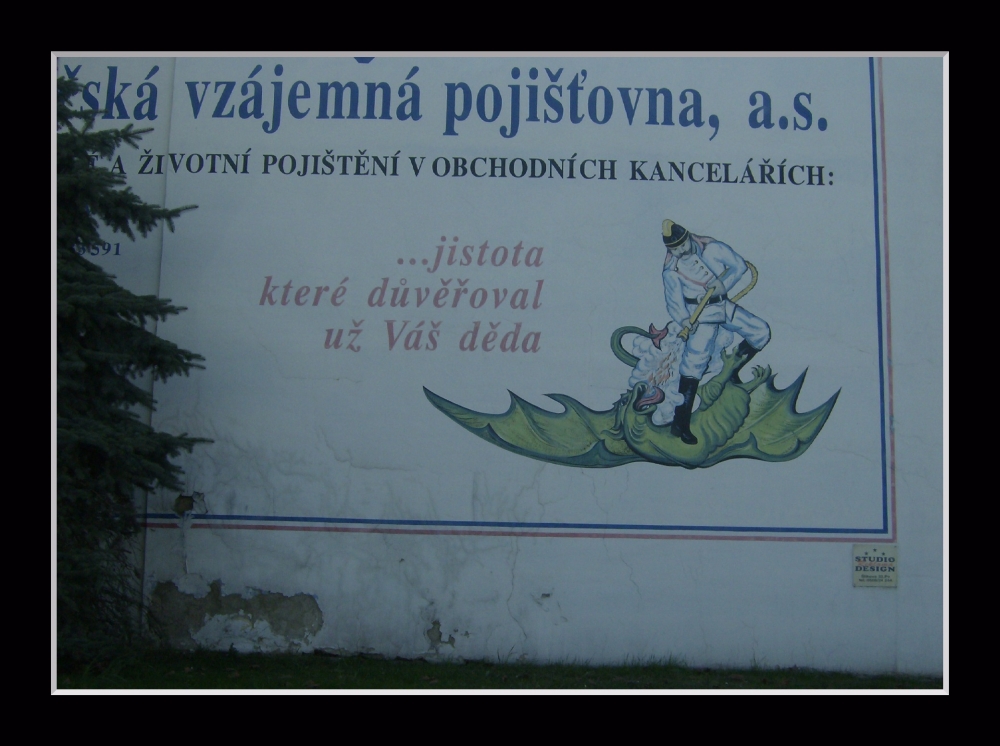 ská vzájemná pojišťovna, a.s.
A ŽIVOTNÍ POJIŠTĚNÍ V OBCHODNÍCH KANCELÁŘÍCH:
591
...jistota
které důvěřoval
už Váš děda
STUDIO
DESIGN